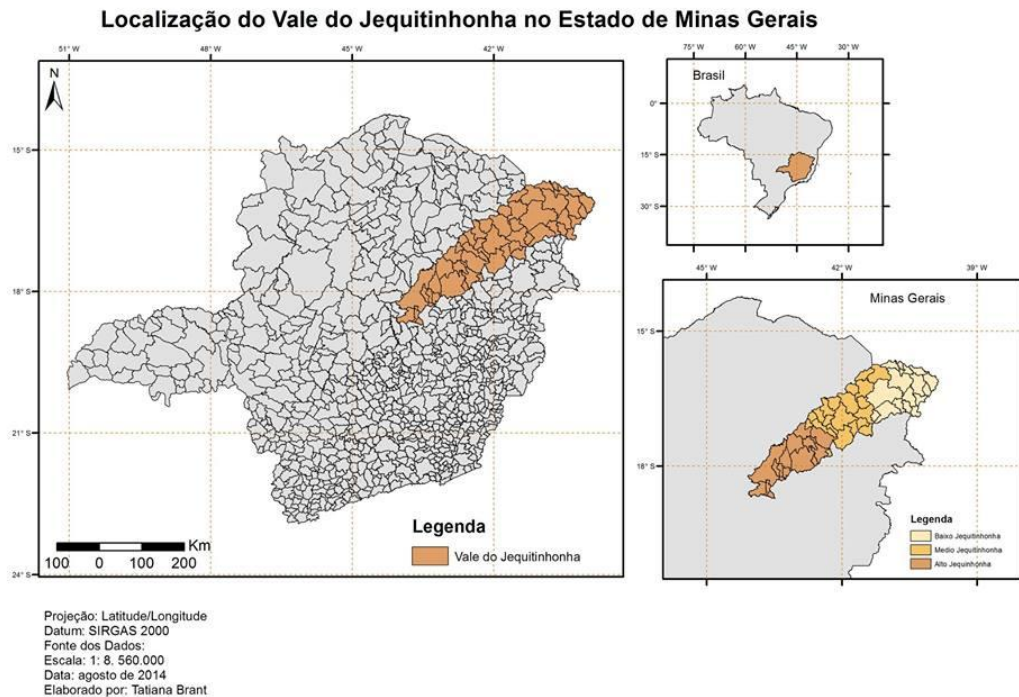 Localização do Vale do Jequitinhonha no Estado de Minas Gerais
51° W 48° W 45° W 42° W
N
15° S
18° S
21° S
24° S
Legenda
Vale do Jequitinhonha
Km
100 0 100 200
75° W 60° W 45° W 30° W
Brasil
0°
15° S
30° S
45° W 42° W 39° W
Minas Gerais
15° S
18° S
Legenda
Baixo Jequitinhonha
Medio Jequitinhonha
Alto Jequinhonha
Projeção: Latitude/Longitude
Datum: SIRGAS 2000
Fonte dos Dados:
Escala: 1: 8. 560.000
Data: agosto de 2014
Elaborado por: Tatiana Brant